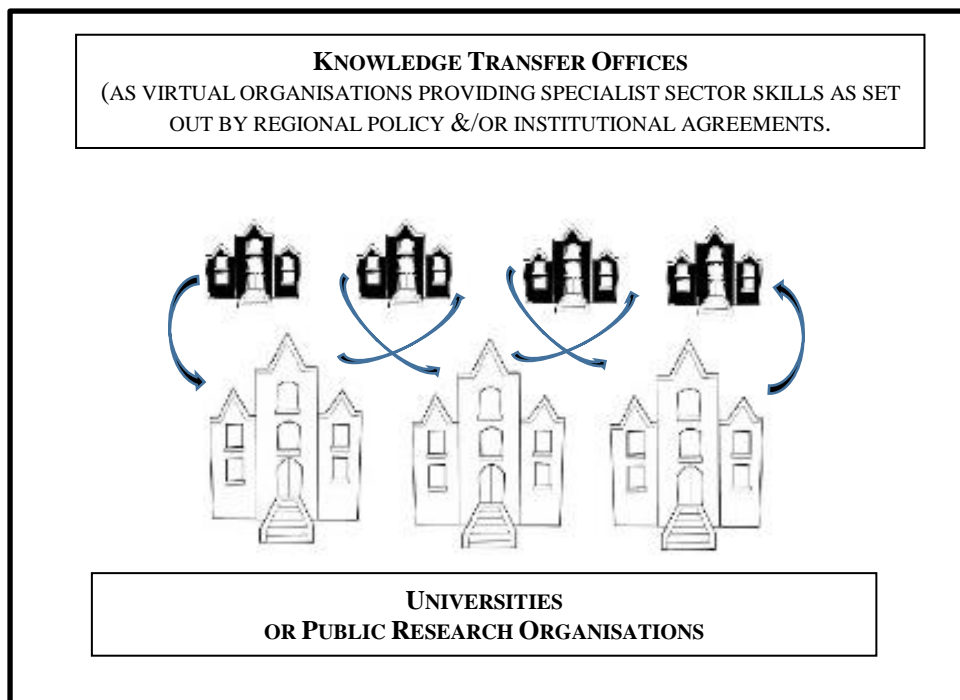 KNOWLEDGE TRANSFER OFFICES
(AS VIRTUAL ORGANISATIONS PROVIDING SPECIALIST SECTOR SKILLS AS SET
OUT BY REGIONAL POLICY &/OR INSTITUTIONAL AGREEMENTS.
UNIVERSITIES
OR PUBLIC RESEARCH ORGANISATIONS